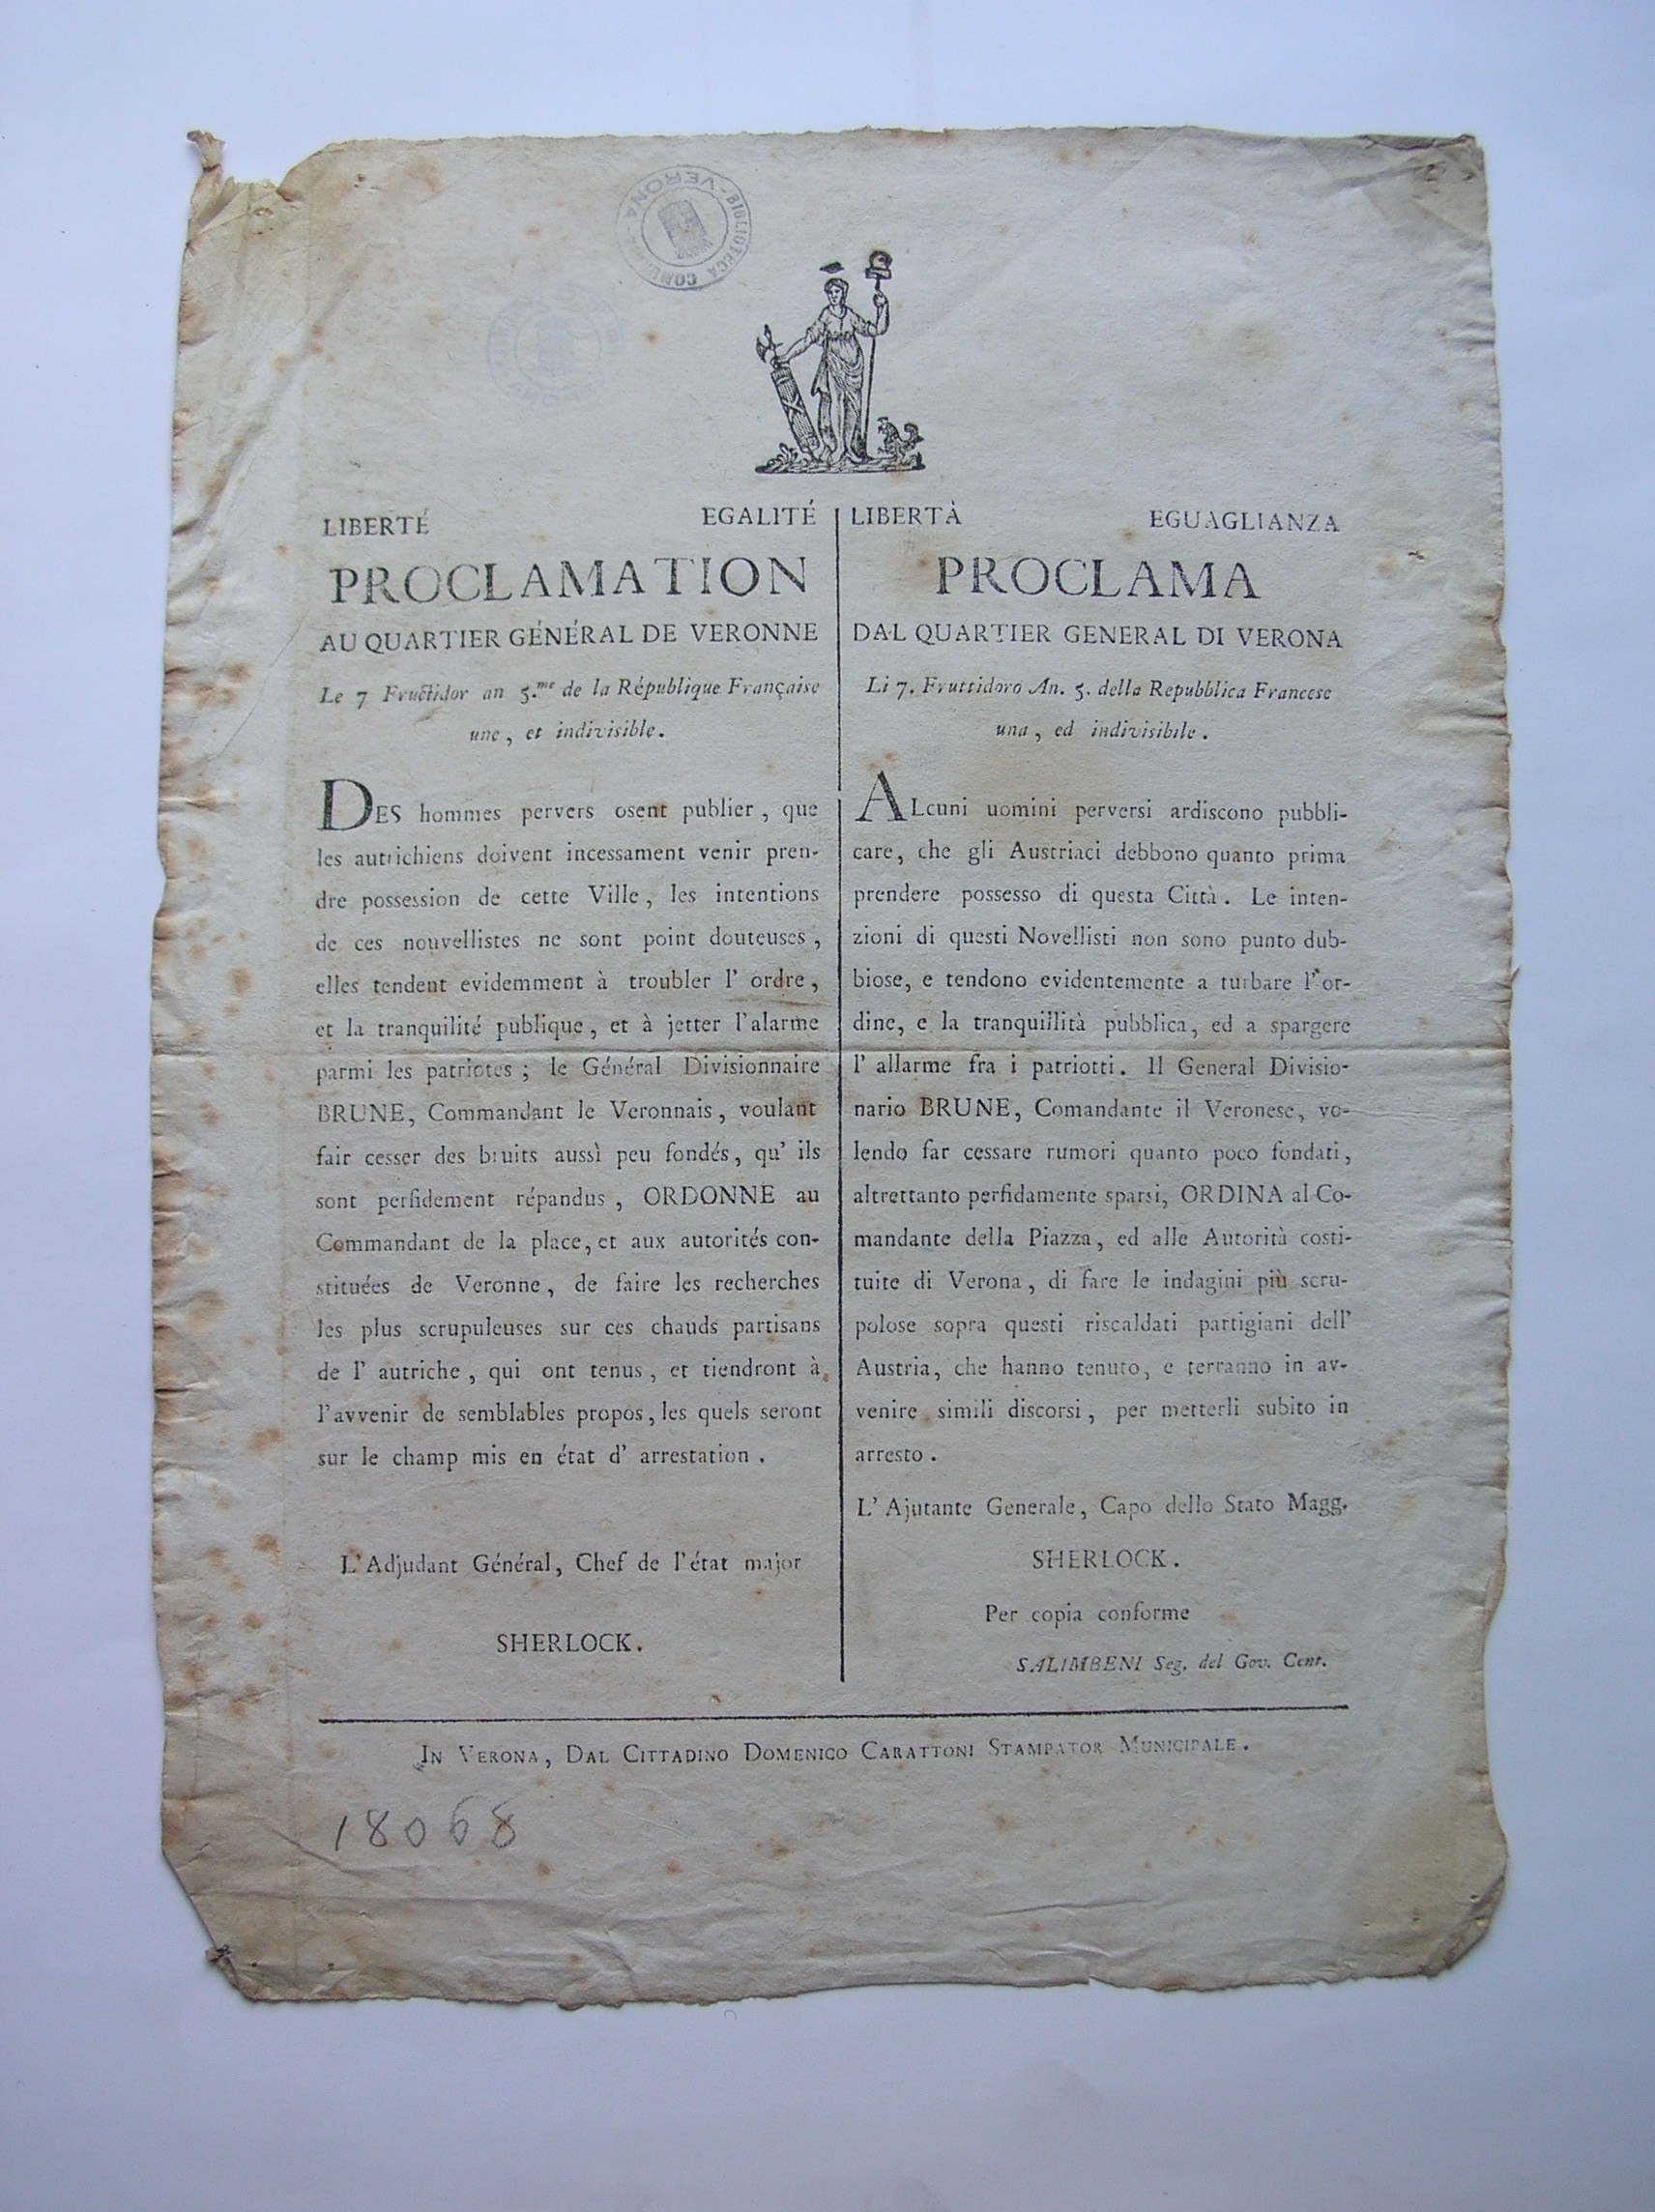 BIBLIOTECA COMUNALE - VERONA -
LIBERTÉ EGALITÉ
PROCLAMATION
AU QUARTIER GÉNÉRAL DE VERONNE
Le 7 Fructidor an 5.me de la République Française
une, et indivisible.
DES hommes pervers osent publier, que
les autrichiens doivent incessament venir pren-
dre possession de cette Ville, les intentions
de ces nouvellistes ne sont point douteuses,
elles tendent evidemment à troubler l' ordre,
et la tranquilité publique, et à jetter l'alarme
parmi les patriotes; le Général Divisionnaire
BRUNE, Commandant le Veronnais, voulant
fair cesser des bruits aussì peu fondés, qu' ils
sont perfidement répandus, ORDONNE au
Commandant de la place, et aux autorités con-
stituées de Veronne, de faire les recherches
les plus scrupuleuses sur ces chauds partisans
de l' autriche, qui ont tenus, et tiendront à
l'avvenir de semblables propos, les quels seront
sur le champ mis en état d' arrestation.
L'Adjudant Général, Chef de l'état major
SHERLOCK.
LIBERTÀ EGUAGLIANZA
PROCLAMA
DAL QUARTIER GENERAL DI VERONA
Li 7. Fruttidoro An. 5. della Repubblica Francese
una, ed indivisibile.
ALcuni uomini perversi ardiscono pubbli-
care, che gli Austriaci debbono quanto prima
prendere possesso di questa Città. Le inten-
zioni di questi Novellisti non sono punto dub-
biose, e tendono evidentemente a turbare l'or-
dine, e la tranquillità pubblica, ed a spargere
l' allarme fra i patriotti. Il General Divisio-
nario BRUNE, Comandante il Veronese, vo-
lendo far cessare rumori quanto poco fondati,
altrettanto perfidamente sparsi, ORDINA al Co-
mandante della Piazza, ed alle Autorità costi-
tuite di Verona, di fare le indagini più scru-
polose sopra questi riscaldati partigiani dell'
Austria, che hanno tenuto, e terranno in av-
venire simili discorsi, per metterli subito in
arresto.
L' Ajutante Generale, Capo dello Stato Magg.
SHERLOCK.
Per copia conforme
SALIMBENI Seg. del Gov. Cent.
IN VERONA, DAL CITTADINO DOMENICO CARATTONI STAMPATOR MUNICIPALE.
18068